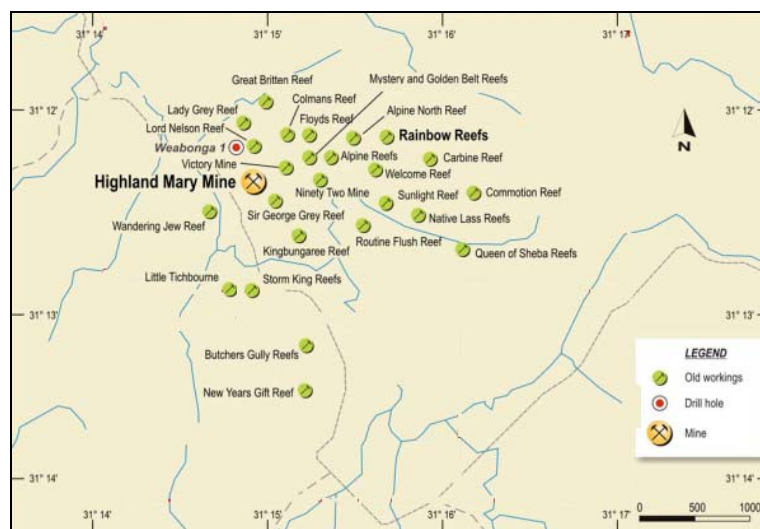 31° 14'
31° 15'
31° 16'
31° 17'
Great Britten Reef
Mystery and Golden Belt Reefs
Colmans Reef
31° 12'
Lady Grey Reef
Floyds Reef
Alpine North Reef
31° 12'
Lord Nelson Reef
Rainbow Reefs
Weabonga 1
Alpine Reefs
Carbine Reef
Victory Mine
Welcome Reef
Highland Mary Mine
Ninety Two Mine
Sunlight Reef
Commotion Reef
Sir George Grey Reef
Native Lass Reefs
Wandering Jew Reef
Routine Flush Reef
Kingbungaree Reef
Queen of Sheba Reefs
Little Tichbourne
Storm King Reefs
31° 13'
31° 13'
Butchers Gully Reefs
New Years Gift Reef
31° 14'
31° 14'
31° 14'
31° 15'
31° 16'
31° 17'
N
LEGEND
Old workings
Drill hole
Mine
0 500 1000